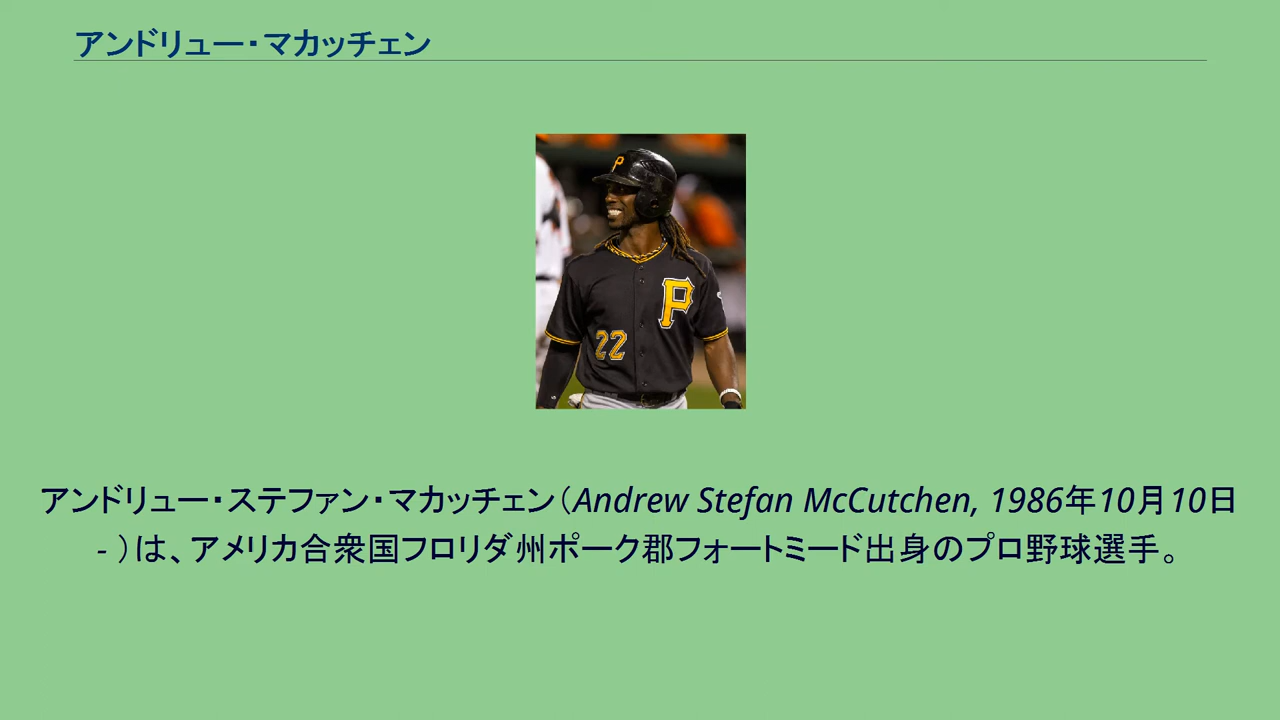 アンドリュー・マカッチェン
P
P
22
アンドリュー・ステファン・マカッチェン（Andrew Stefan McCutchen, 1986年10月10日
- ）は、アメリカ合衆国フロリダ州ポーク郡フォートミード出身のプロ野球選手。